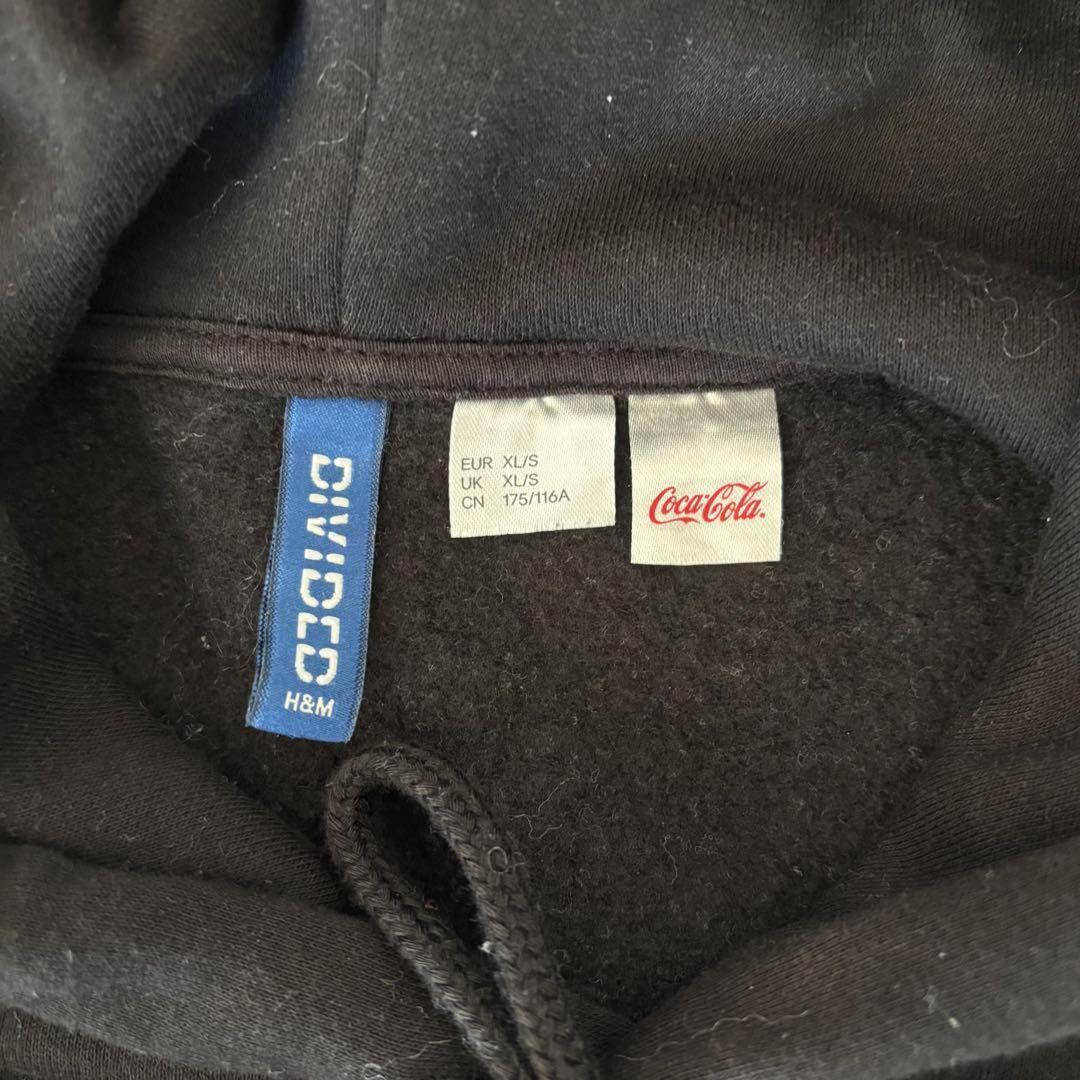 DIVIDED
H&M
EUR XL/S
UK XL/S
CN 175/116A
Coca-Cola.